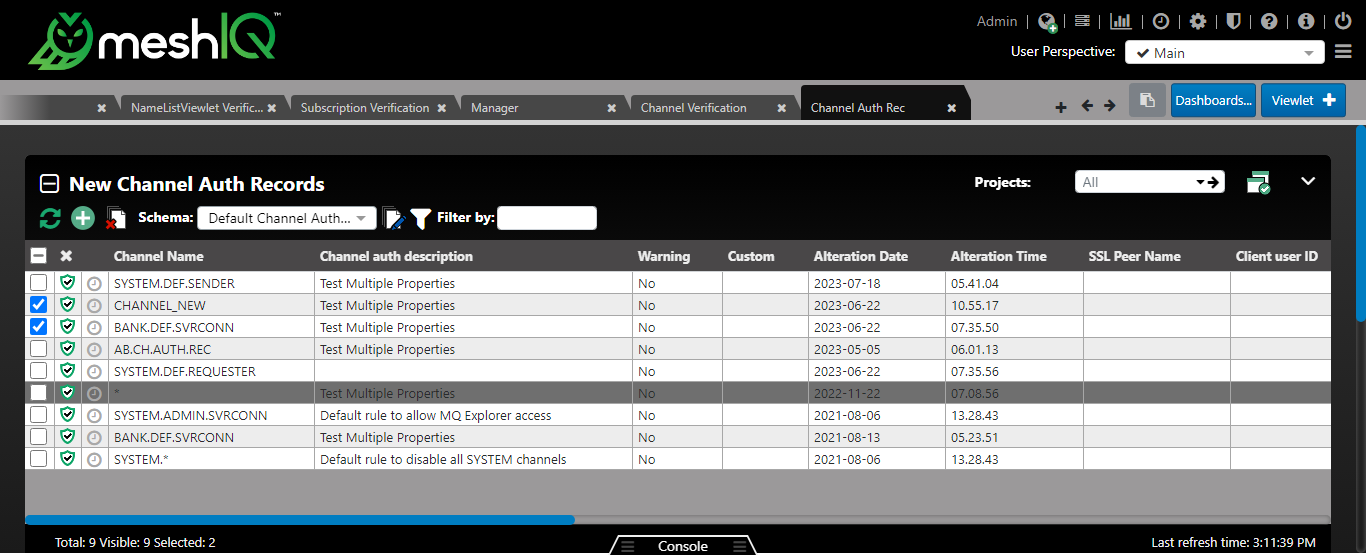 meshIQ™
Admin
User Perspective: Main
NameListViewlet Verific... Subscription Verification Manager Channel Verification Channel Auth Rec Dashboards... Viewlet
New Channel Auth Records Projects: All
Schema: Default Channel Auth... Filter by:
Channel Name Channel auth description Warning Custom Alteration Date Alteration Time SSL Peer Name Client user ID
SYSTEM.DEF.SENDER Test Multiple Properties No 2023-07-18 05.41.04
CHANNEL_NEW Test Multiple Properties No 2023-06-22 10.55.17
BANK.DEF.SVRCONN Test Multiple Properties No 2023-06-22 07.35.50
AB.CH.AUTH.REC Test Multiple Properties No 2023-05-05 06.01.13
SYSTEM.DEF.REQUESTER No 2023-06-22 07.35.56
* Test Multiple Properties No 2022-11-22 07.08.56
SYSTEM.ADMIN.SVRCONN Default rule to allow MQ Explorer access No 2021-08-06 13.28.43
BANK.DEF.SVRCONN Test Multiple Properties No 2021-08-13 05.23.51
SYSTEM.* Default rule to disable all SYSTEM channels No 2021-08-06 13.28.43
Total: 9 Visible: 9 Selected: 2 Console Last refresh time: 3:11:39 PM